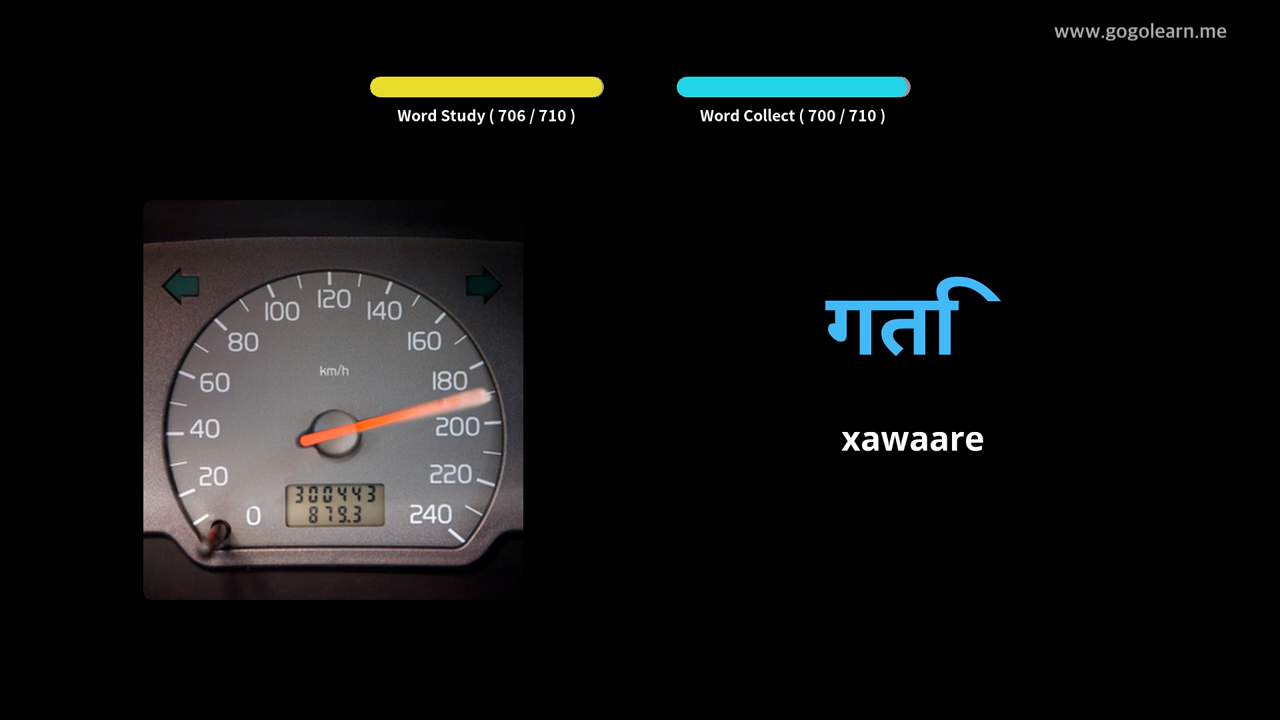 www.gogolearn.me
Word Study ( 706 / 710 )
Word Collect ( 700 / 710 )
100
120
140
80
160
km/h
60
180
40
200
20
220
300443
0
879.3
240
गति
xawaare